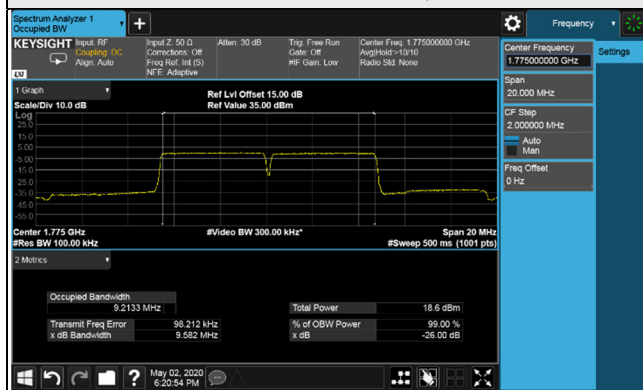 Spectrum Analyzer 1
Occupied BW
Frequency
KEYSIGHT
Input: RF
Coupling: DC
Align: Auto
Input Z: 50 Ω
Corrections: Off
Freq Ref: Int (S)
NFE: Adaptive
Atten: 30 dB
Trig: Free Run
Gate: Off
#IF Gain: Low
Center Freq: 1.775000000 GHz
Avg|Hold:>10/10
Radio Std: None
LXI
Center Frequency
1.775000000 GHz
Settings
Span
20.000 MHz
CF Step
2.000000 MHz
Auto
Man
Freq Offset
0 Hz
1 Graph
Scale/Div 10.0 dB
Ref Lvl Offset 15.00 dB
Ref Value 35.00 dBm
Log
25.0
15.0
5.00
-5.00
-15.0
-25.0
-35.0
-45.0
-55.0
Center 1.775 GHz
#Res BW 100.00 kHz
#Video BW 300.00 kHz*
Span 20 MHz
#Sweep 500 ms (1001 pts)
2 Metrics
Occupied Bandwidth
9.2133 MHz
Total Power 18.6 dBm
Transmit Freq Error 98.212 kHz
% of OBW Power 99.00 %
x dB Bandwidth 9.582 MHz
x dB -26.00 dB
?
May 02, 2020
6:20:54 PM